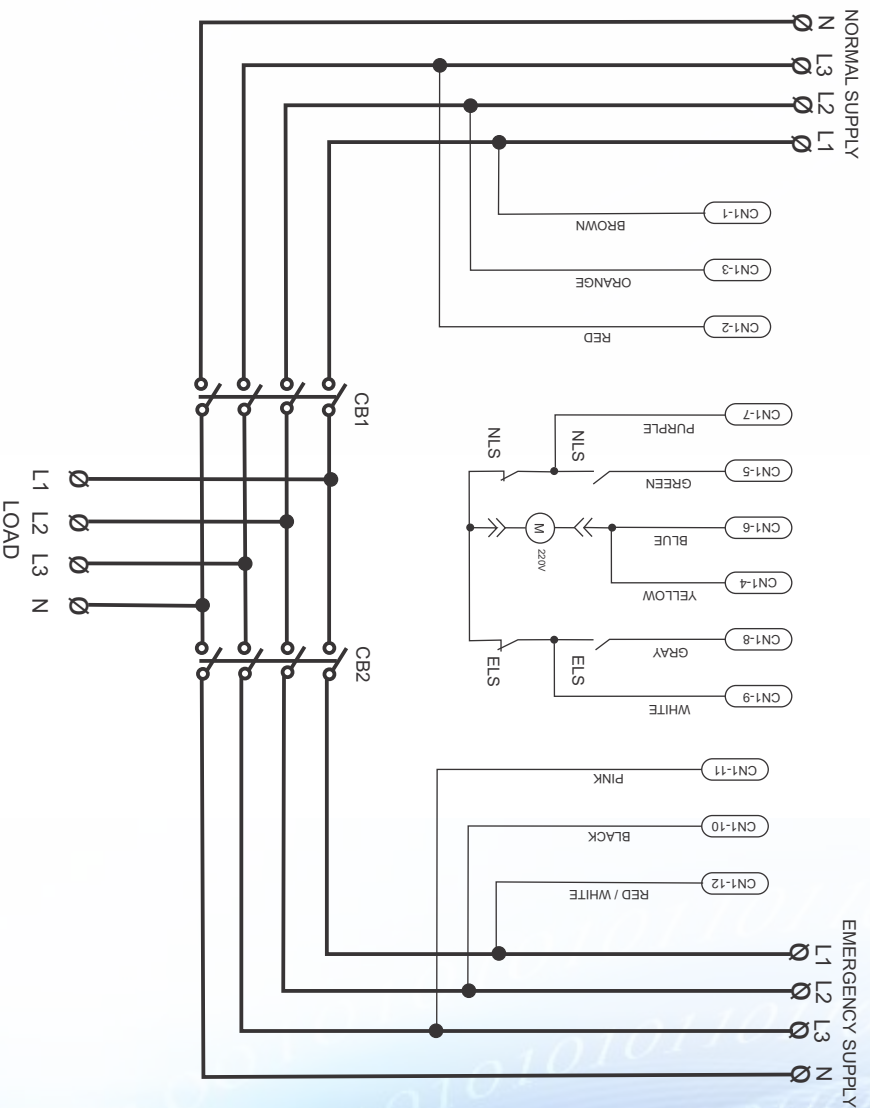 NORMAL SUPPLY
N
L3
L2
L1
CN1-1
BROWN
CN1-3
ORANGE
CN1-2
RED
CB1
CN1-7
PURPLE
NLS
NLS
CN1-5
GREEN
CN1-6
BLUE
M
220V
CN1-4
YELLOW
CN1-8
GRAY
ELS
ELS
CN1-9
WHITE
L1
L2
L3
N
LOAD
CB2
CN1-11
PINK
CN1-10
BLACK
CN1-12
RED / WHITE
EMERGENCY SUPPLY
L1
L2
L3
N